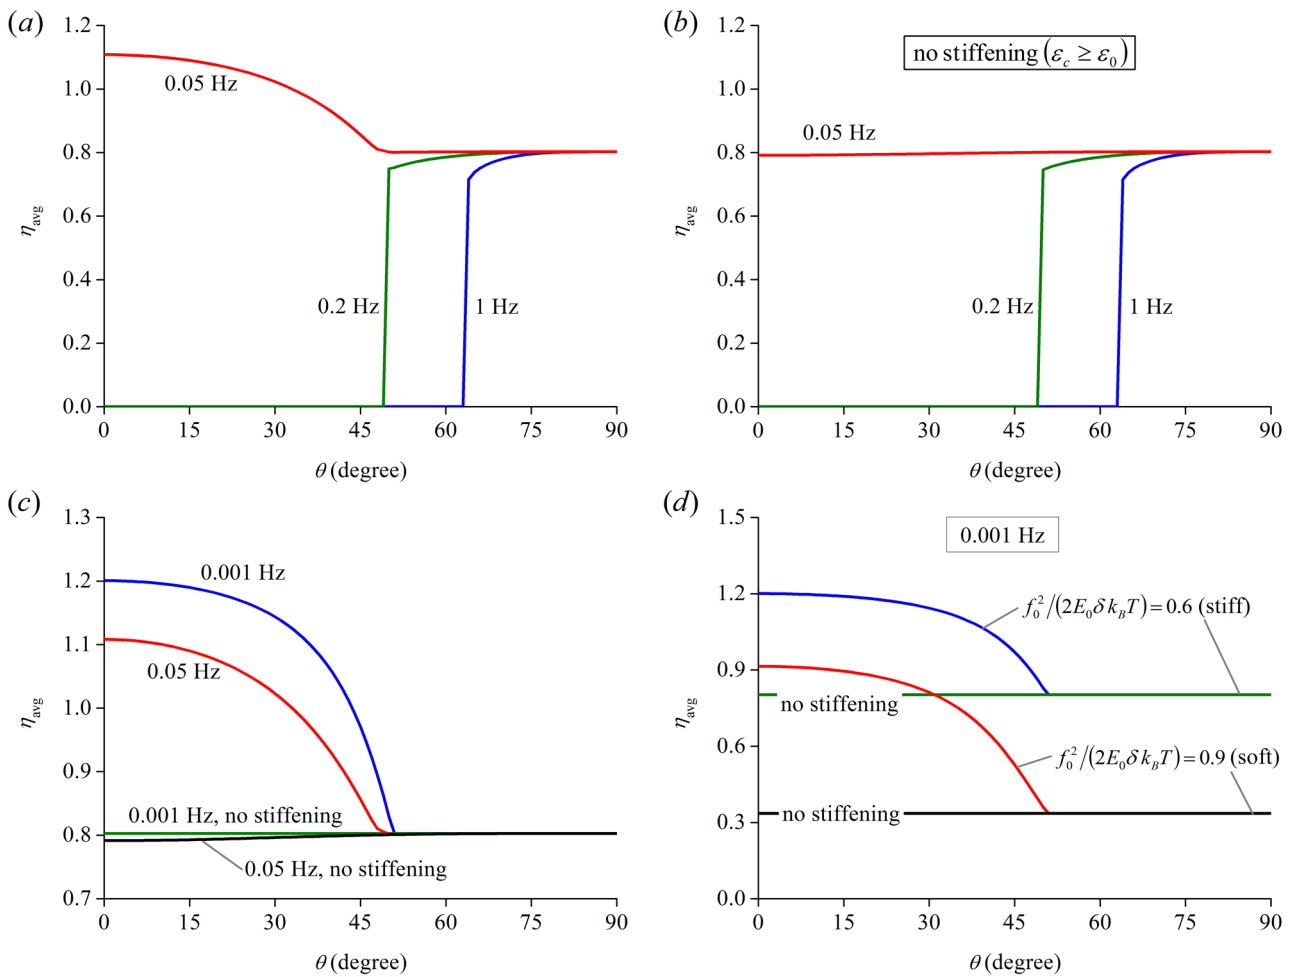 (a)
1.2
1.0
0.8
0.6
0.4
0.2
0.0
η_avg
0.05 Hz
0.2 Hz
1 Hz
0 15 30 45 60 75 90
θ (degree)
(b)
1.2
1.0
0.8
0.6
0.4
0.2
0.0
η_avg
no stiffening (ε_c ≥ ε_0)
0.05 Hz
0.2 Hz
1 Hz
0 15 30 45 60 75 90
θ (degree)
(c)
1.3
1.2
1.1
1.0
0.9
0.8
0.7
η_avg
0.001 Hz
0.05 Hz
0.001 Hz, no stiffening
0.05 Hz, no stiffening
0 15 30 45 60 75 90
θ (degree)
(d)
1.5
1.2
0.9
0.6
0.3
0.0
η_avg
0.001 Hz
f_0^2/(2E_0δk_BT) = 0.6 (stiff)
no stiffening
f_0^2/(2E_0δk_BT) = 0.9 (soft)
no stiffening
0 15 30 45 60 75 90
θ (degree)